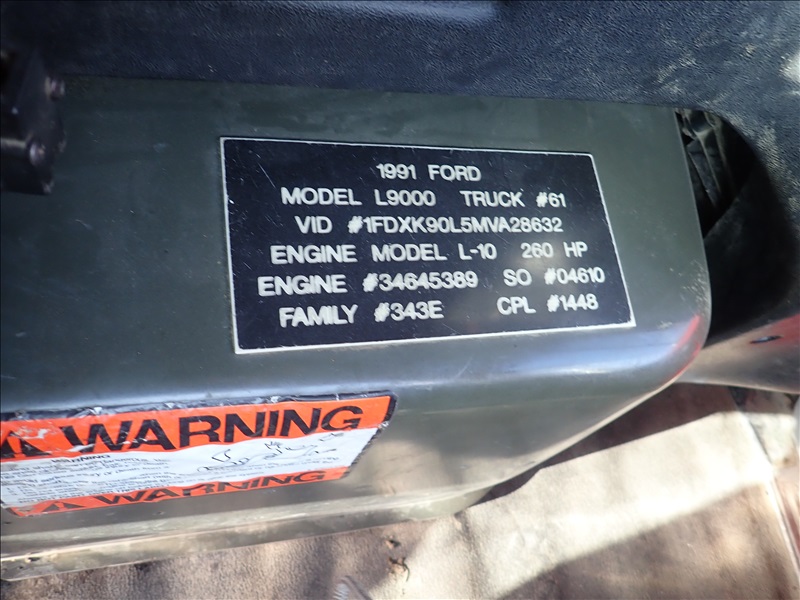 1991 FORD
MODEL L9000 TRUCK #61
VID #1FDXK90L5MVA28632
ENGINE MODEL L-10 260 HP
ENGINE #34645389 SO #04610
FAMILY #343E CPL #1448
WARNING
WARNING
WARNING